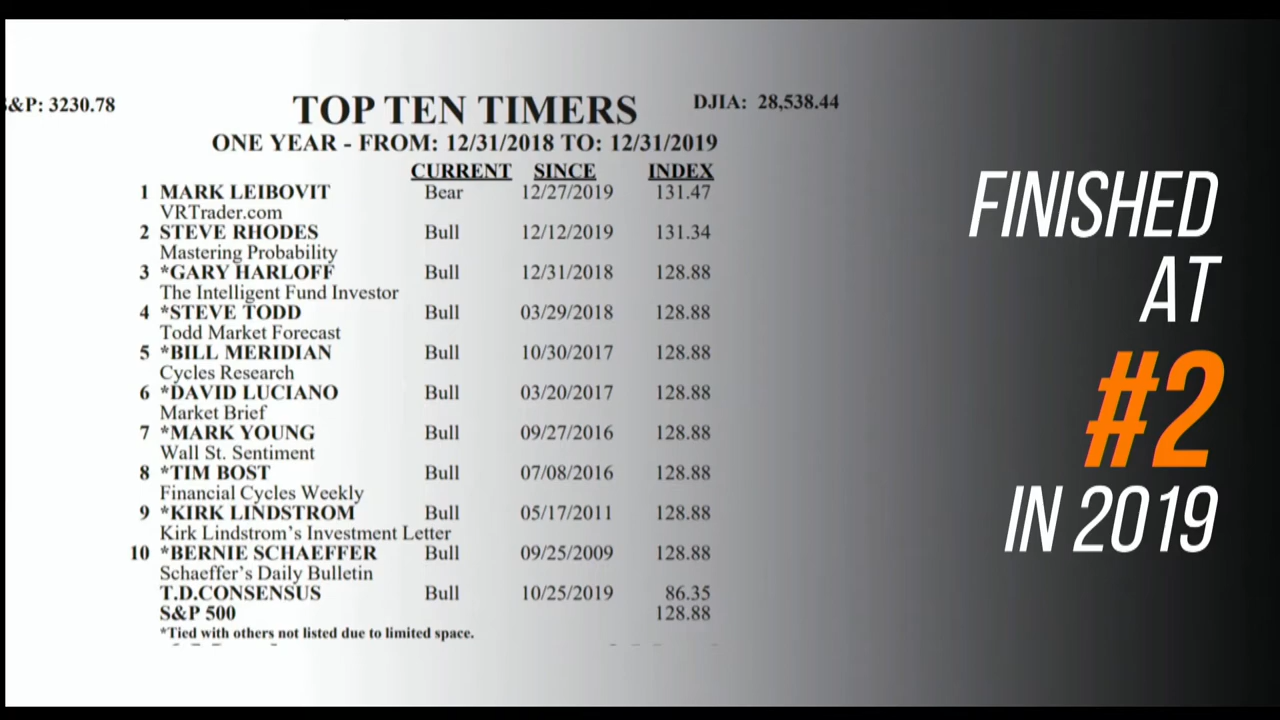 &P: 3230.78
TOP TEN TIMERS
DJIA: 28,538.44
ONE YEAR - FROM: 12/31/2018 TO: 12/31/2019
CURRENT SINCE INDEX
1 MARK LEIBOVIT Bear 12/27/2019 131.47
VRTrader.com
2 STEVE RHODES Bull 12/12/2019 131.34
Mastering Probability
3 *GARY HARLOFF Bull 12/31/2018 128.88
The Intelligent Fund Investor
4 *STEVE TODD Bull 03/29/2018 128.88
Todd Market Forecast
5 *BILL MERIDIAN Bull 10/30/2017 128.88
Cycles Research
6 *DAVID LUCIANO Bull 03/20/2017 128.88
Market Brief
7 *MARK YOUNG Bull 09/27/2016 128.88
Wall St. Sentiment
8 *TIM BOST Bull 07/08/2016 128.88
Financial Cycles Weekly
9 *KIRK LINDSTROM Bull 05/17/2011 128.88
Kirk Lindstrom's Investment Letter
10 *BERNIE SCHAEFFER Bull 09/25/2009 128.88
Schaeffer's Daily Bulletin
T.D.CONSENSUS Bull 10/25/2019 86.35
S&P 500 128.88
*Tied with others not listed due to limited space.
FINISHED
AT
#2
IN 2019